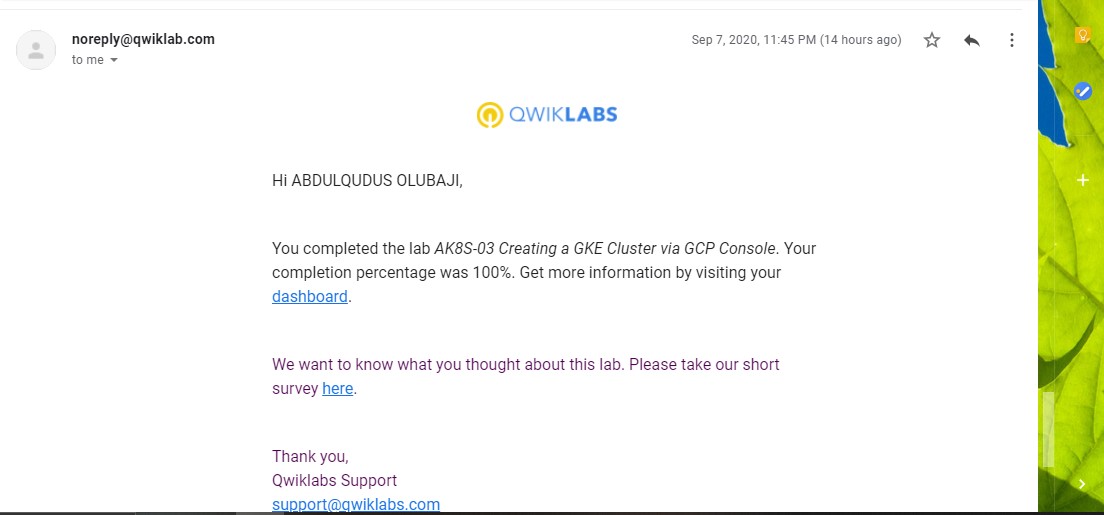 noreply@qwiklab.com
Sep 7, 2020, 11:45 PM (14 hours ago)
to me
QWIKLABS
Hi ABDULQUDUS OLUBAJI,
You completed the lab AK8S-03 Creating a GKE Cluster via GCP Console. Your
completion percentage was 100%. Get more information by visiting your
dashboard.
We want to know what you thought about this lab. Please take our short
survey here.
Thank you,
Qwiklabs Support
support@qwiklabs.com